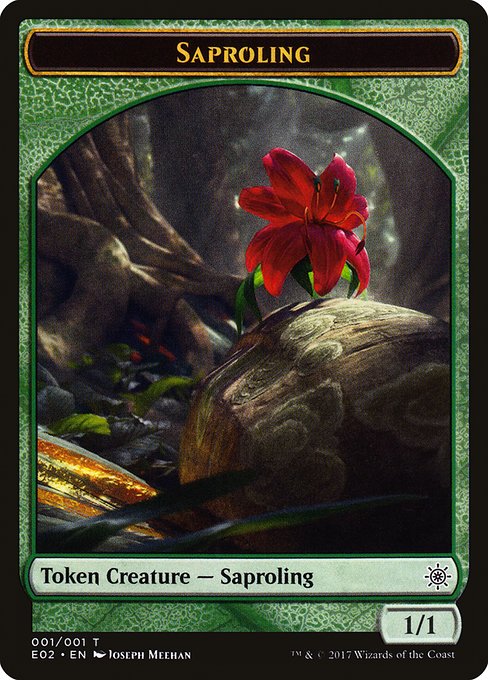 SAPROLING
Token Creature — Saproling
1/1
001/001 T
E02 • EN JOSEPH MEEHAN
™ & © 2017 Wizards of the Coast